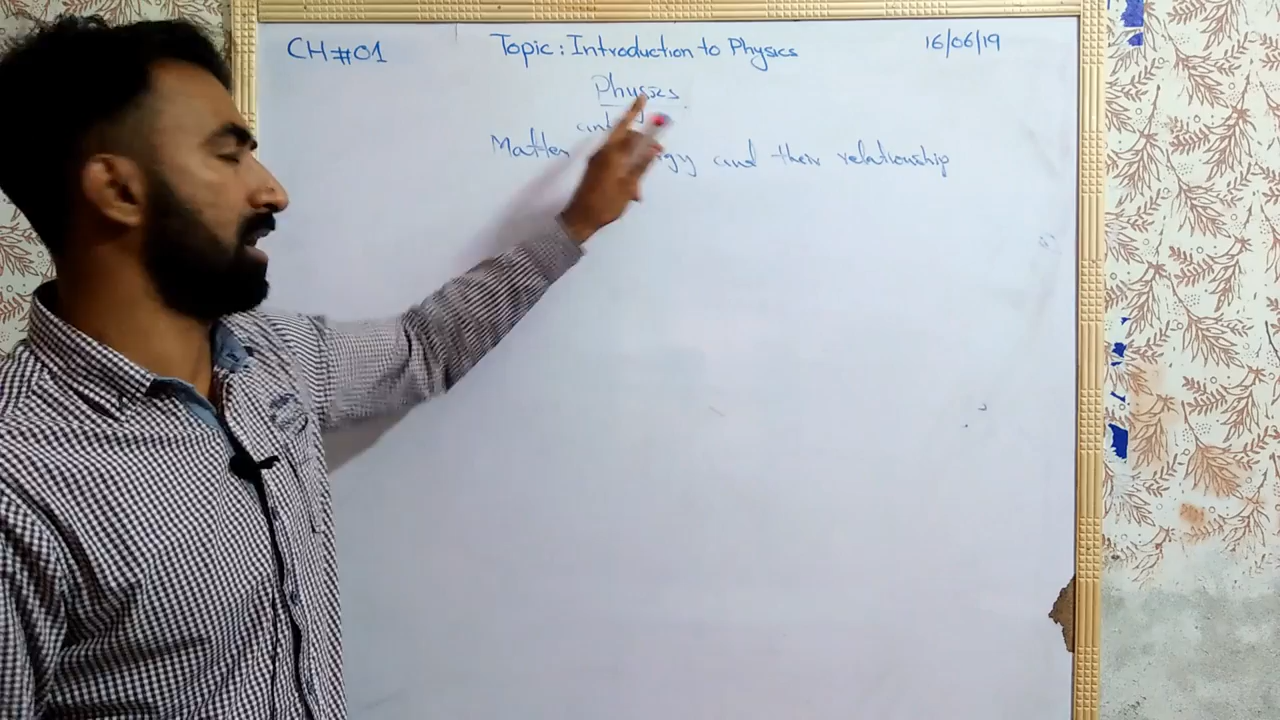 CH#01 Topic: Introduction to Physics 16/06/19
Physics
Matter and their relationship